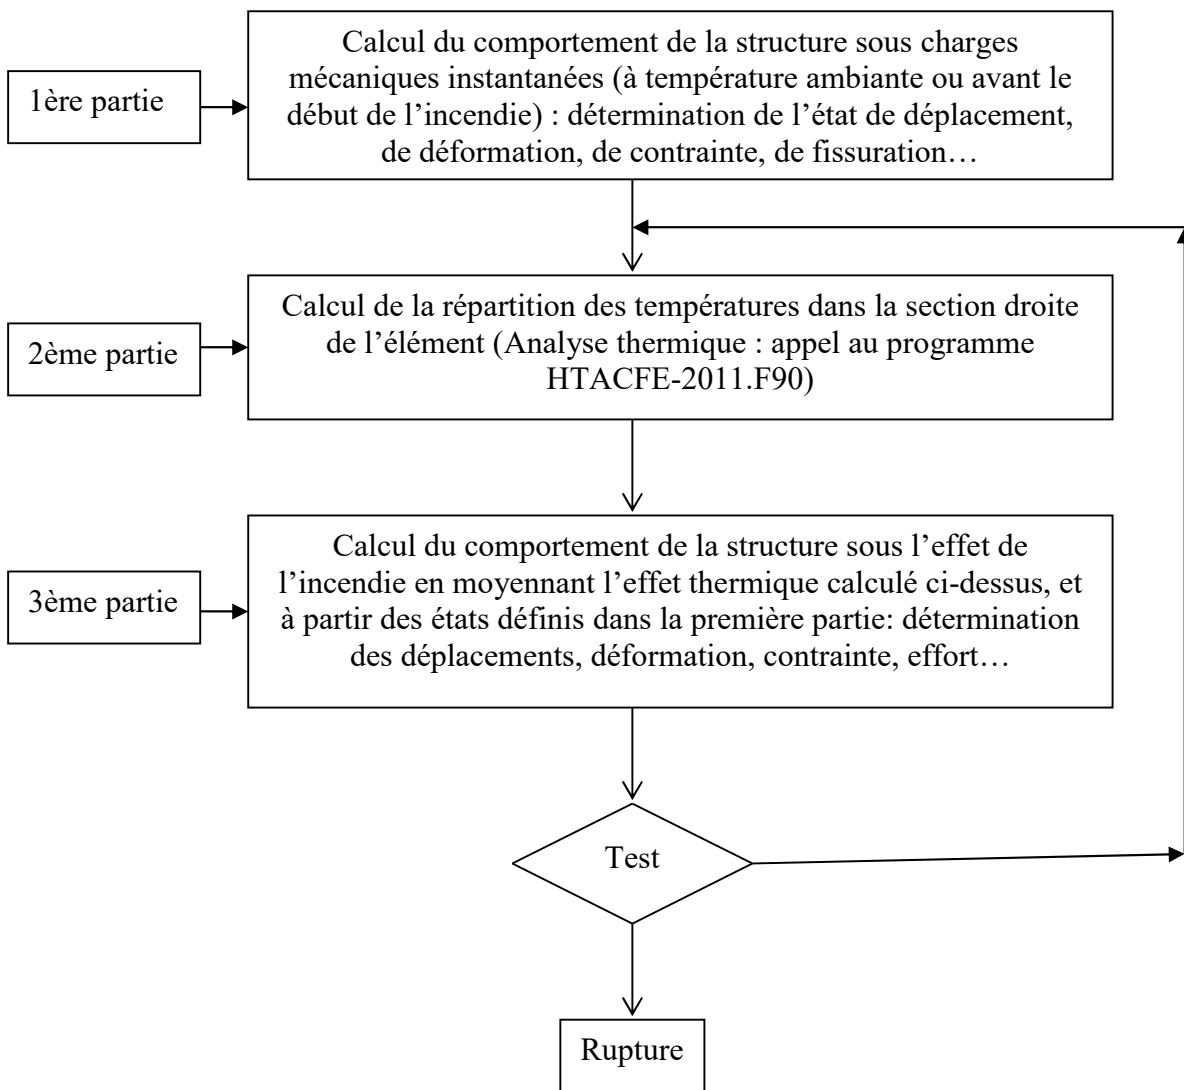 Calcul du comportement de la structure sous charges
mécaniques instantanées (à température ambiante ou avant le
début de l’incendie) : détermination de l’état de déplacement,
de déformation, de contrainte, de fissuration…
1ère partie
Calcul de la répartition des températures dans la section droite
de l’élément (Analyse thermique : appel au programme
HTACFE-2011.F90)
2ème partie
Calcul du comportement de la structure sous l’effet de
l’incendie en moyennant l’effet thermique calculé ci-dessus, et
à partir des états définis dans la première partie: détermination
des déplacements, déformation, contrainte, effort…
3ème partie
Test
Rupture